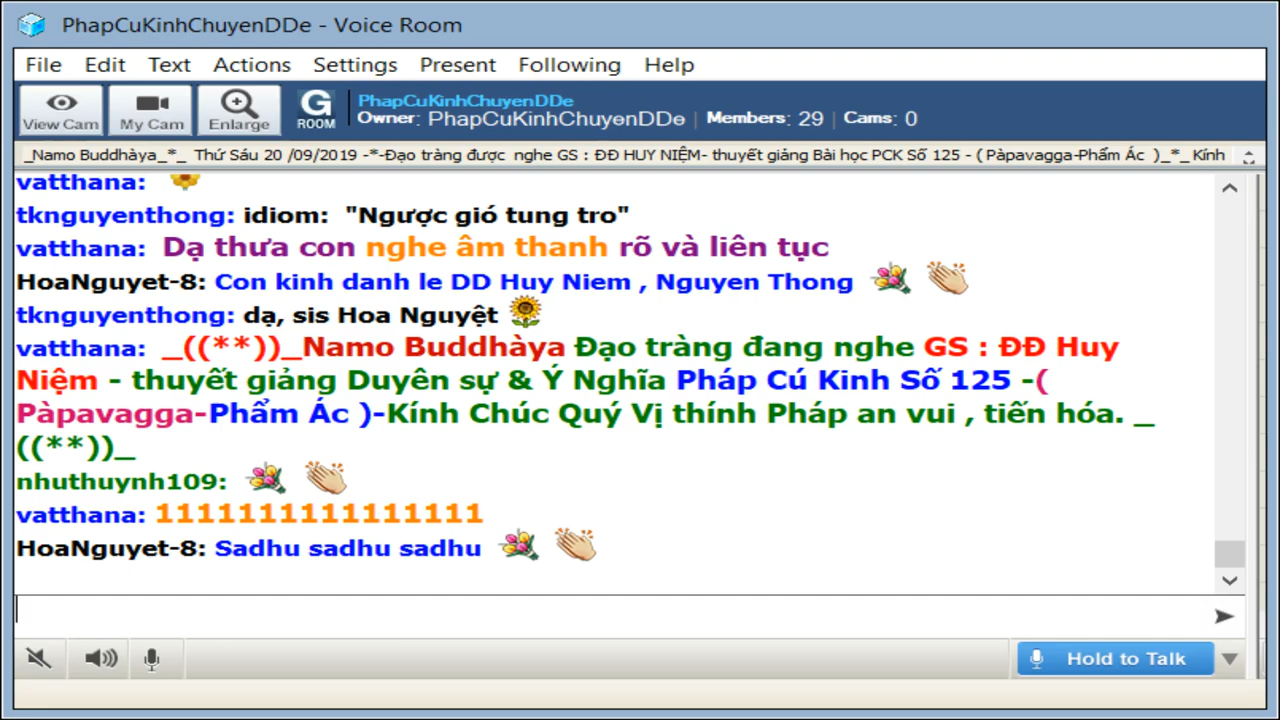 PhapCuKinhChuyenDDe - Voice Room
File Edit Text Actions Settings Present Following Help
View Cam My Cam Enlarge G ROOM
PhapCuKinhChuyenDDe
Owner: PhapCuKinhChuyenDDe | Members: 29 | Cams: 0
_Namo Buddhàya_*_ Thứ Sáu 20 /09/2019 -*-Đạo tràng được nghe GS : ĐĐ HUY NIỆM- thuyết giảng Bài học PCK Số 125 - ( Pàpavagga-Phẩm Ác )_*_ Kính
vatthana:
tknguyenthong: idiom: "Ngược gió tung tro"
vatthana: Dạ thưa con nghe âm thanh rõ và liên tục
HoaNguyet-8: Con kinh danh le DD Huy Niem , Nguyen Thong
tknguyenthong: dạ, sis Hoa Nguyệt
vatthana: _((**))_Namo Buddhàya Đạo tràng đang nghe GS : ĐĐ Huy
Niệm - thuyết giảng Duyên sự & Ý Nghĩa Pháp Cú Kinh Số 125 -(
Pàpavagga-Phẩm Ác )-Kính Chúc Quý Vị thính Pháp an vui , tiến hóa. _
((**))_
nhuthuynh109:
vatthana: 1111111111111111
HoaNguyet-8: Sadhu sadhu sadhu
Hold to Talk